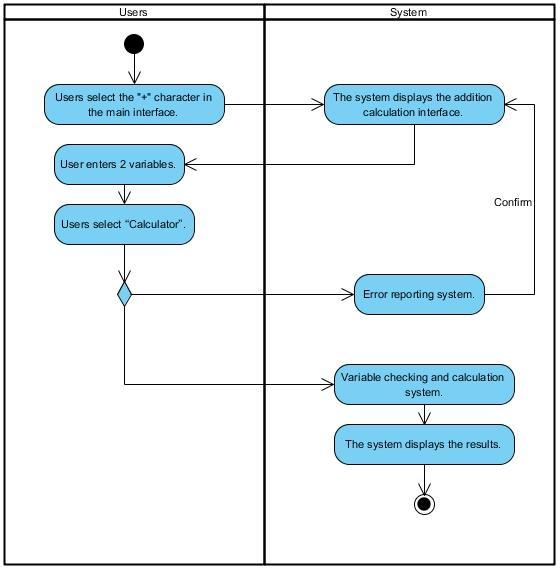 Users
System
Users select the "+" character in
the main interface.
The system displays the addition
calculation interface.
User enters 2 variables.
Confirm
Users select “Calculator”.
Error reporting system.
Variable checking and calculation
system.
The system displays the results.